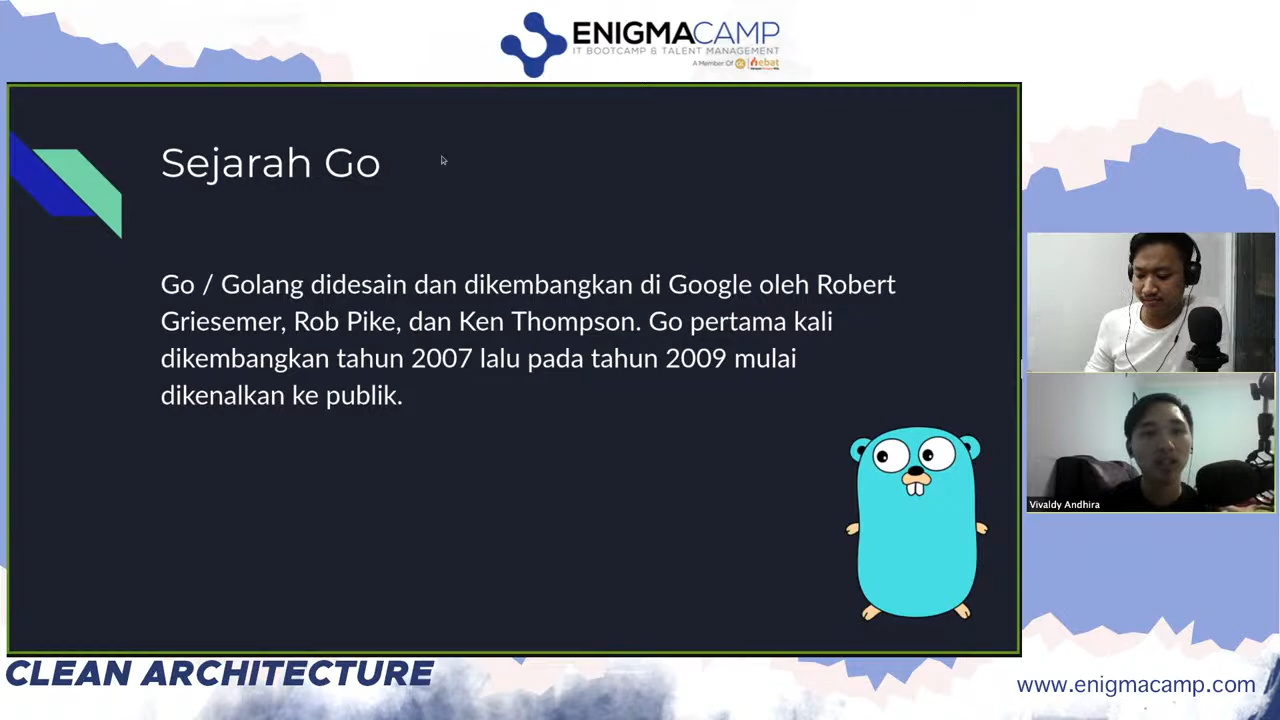 ENIGMACAMP
IT BOOTCAMP & TALENT MANAGEMENT
A Member Of
Sejarah Go
Go / Golang didesain dan dikembangkan di Google oleh Robert
Griesemer, Rob Pike, dan Ken Thompson. Go pertama kali
dikembangkan tahun 2007 lalu pada tahun 2009 mulai
dikenalkan ke publik.
Vivaldy Andhira
CLEAN ARCHITECTURE
www.enigmacamp.com